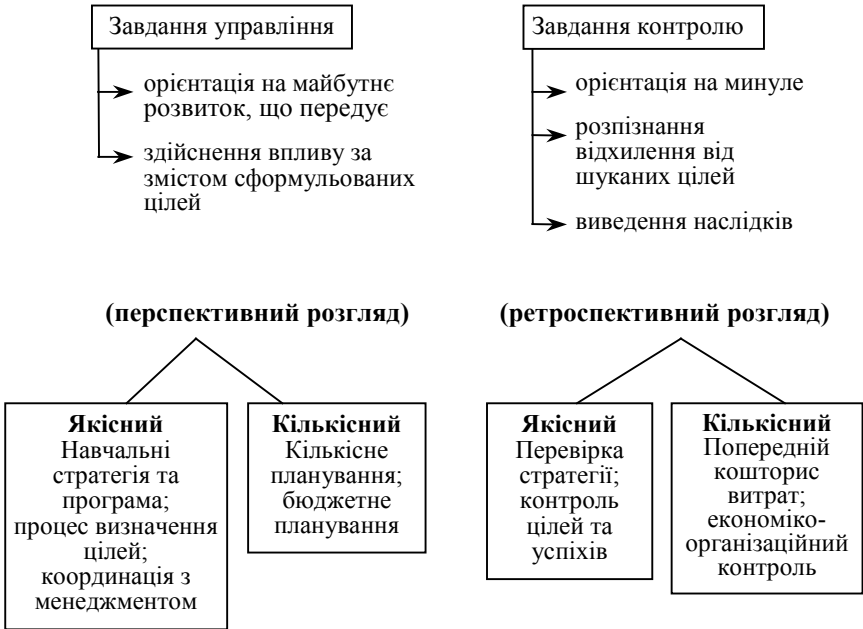 Завдання управління
орієнтація на майбутнє
розвиток, що передує
здійснення впливу за
змістом сформульованих
цілей
Завдання контролю
орієнтація на минуле
розпізнання
відхилення від
шуканих цілей
виведення наслідків
(перспективний розгляд)
(ретроспективний розгляд)
Якісний
Навчальні
стратегія та
програма;
процес визначення
цілей;
координація з
менеджментом
Кількісний
Кількісне
планування;
бюджетне
планування
Якісний
Перевірка
стратегії;
контроль
цілей та
успіхів
Кількісний
Попередній
кошторис
витрат;
економіко-
організаційний
контроль